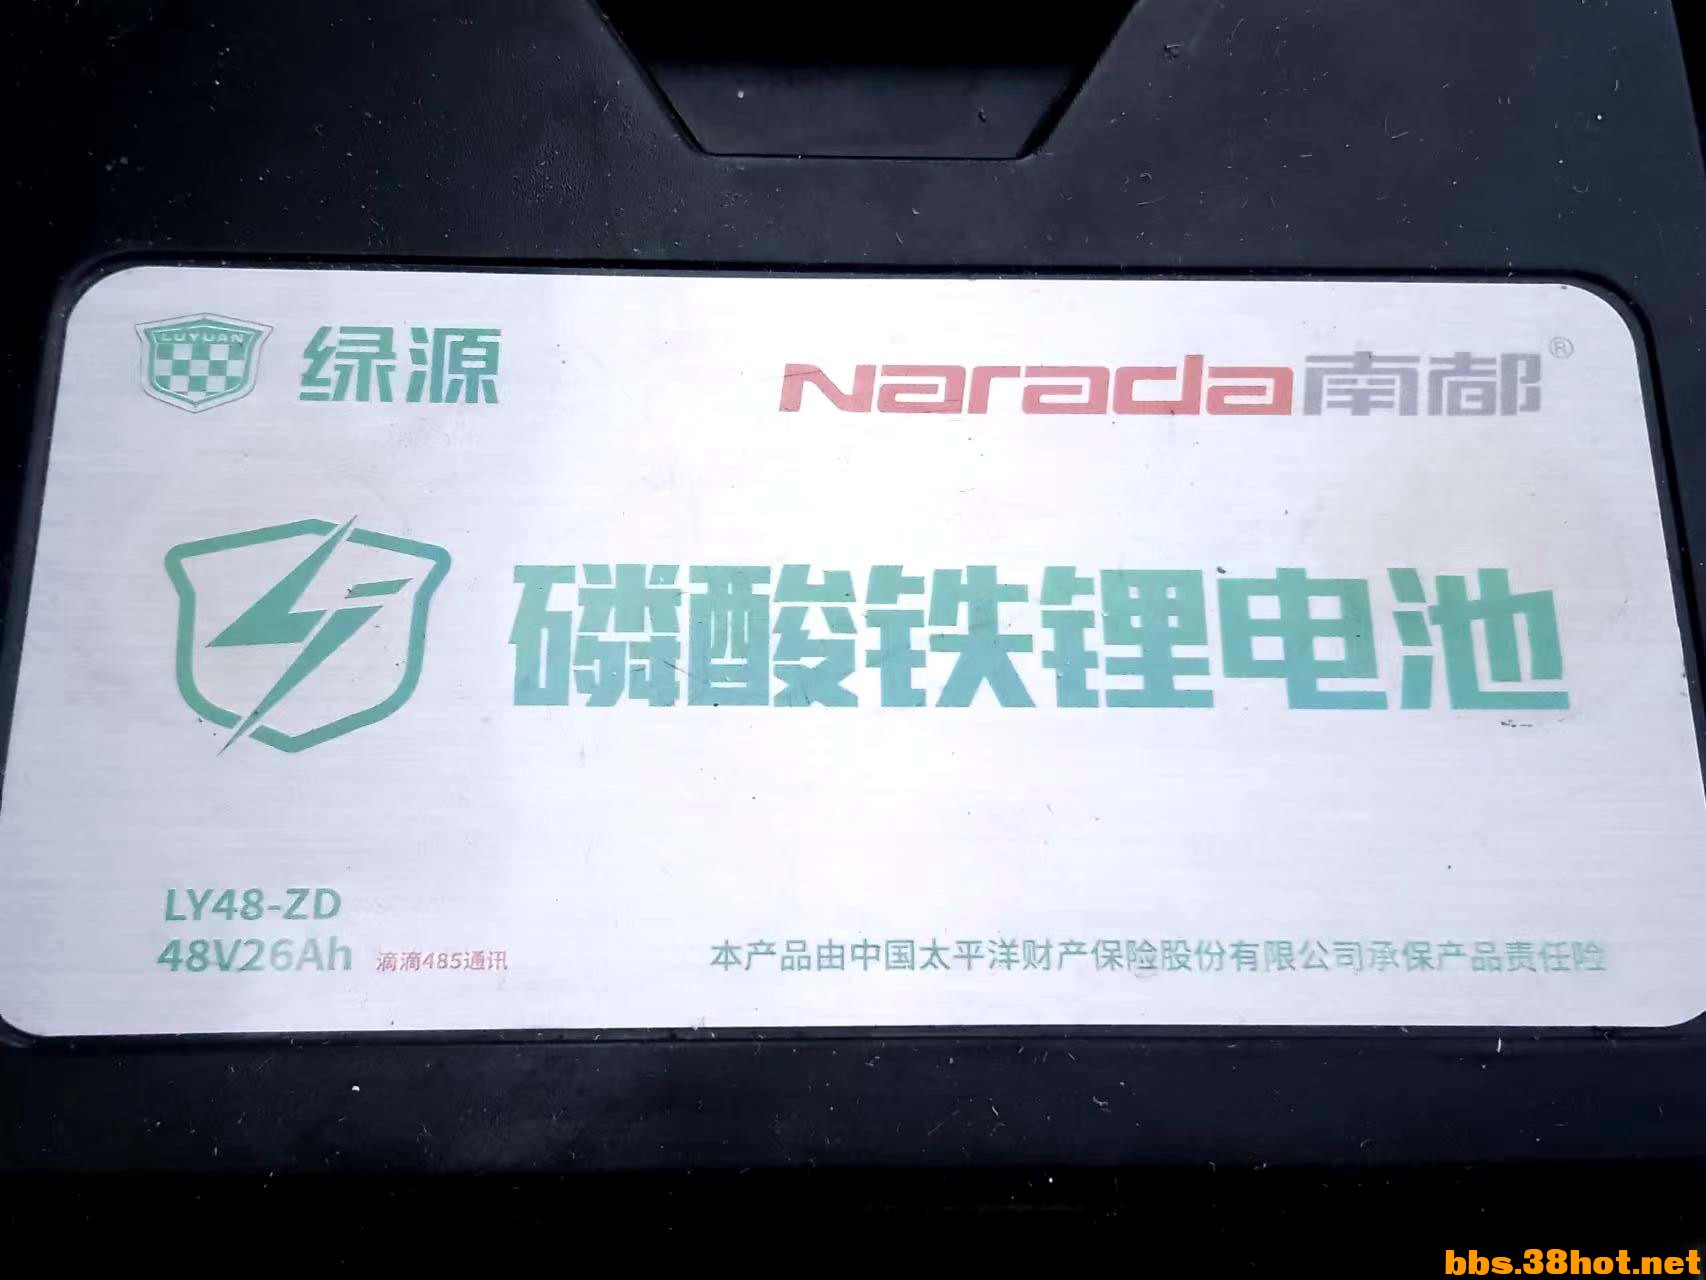 LUYUAN
绿源
Narada南都®
磷酸铁锂电池
LY48-ZD
48V26Ah 滴滴485通讯
本产品由中国太平洋财产保险股份有限公司承保产品责任险
bbs.38hot.net